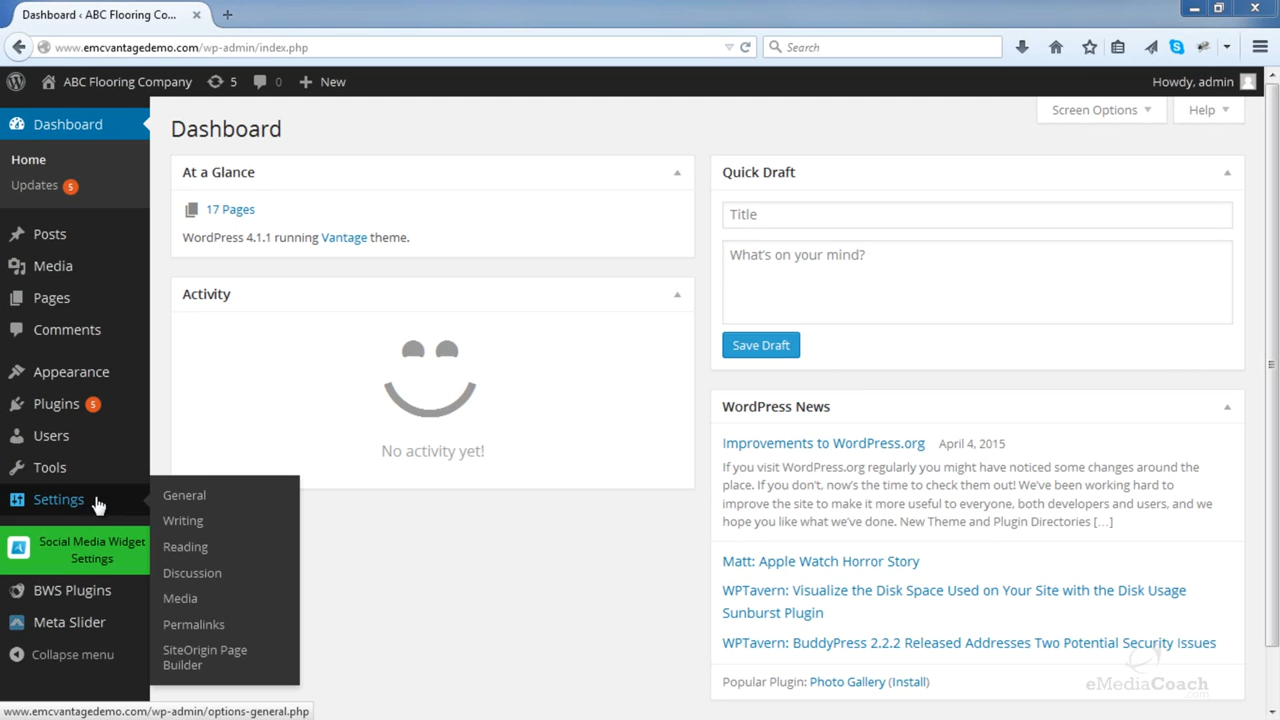 Dashboard ‹ ABC Flooring Co...
www.emcvantagedemo.com/wp-admin/index.php
Search
ABC Flooring Company
5
0
New
Howdy, admin
Dashboard
Home
Updates 5
Posts
Media
Pages
Comments
Appearance
Plugins 5
Users
Tools
Settings
Social Media Widget
Settings
BWS Plugins
Meta Slider
Collapse menu
General
Writing
Reading
Discussion
Media
Permalinks
SiteOrigin Page
Builder
Screen Options
Help
Dashboard
At a Glance
17 Pages
WordPress 4.1.1 running Vantage theme.
Activity
No activity yet!
Quick Draft
Title
What's on your mind?
Save Draft
WordPress News
Improvements to WordPress.org April 4, 2015
If you visit WordPress.org regularly you might have noticed some changes around the
place. If you don't, now's the time to check them out! We've been working hard to
improve the site to make it more useful to everyone, both developers and users, and we
hope you like what we've done. New Theme and Plugin Directories […]
Matt: Apple Watch Horror Story
WPTavern: Visualize the Disk Space Used on Your Site with the Disk Usage
Sunburst Plugin
WPTavern: BuddyPress 2.2.2 Released Addresses Two Potential Security Issues
Popular Plugin: Photo Gallery (Install)
eMediaCoach
.com
www.emcvantagedemo.com/wp-admin/options-general.php